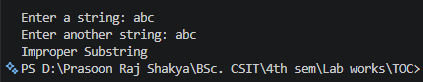 Enter a string: abc
Enter another string: abc
Improper Substring
PS D:\Prasoon Raj Shakya\BSc. CSIT\4th sem\Lab works\TOC>